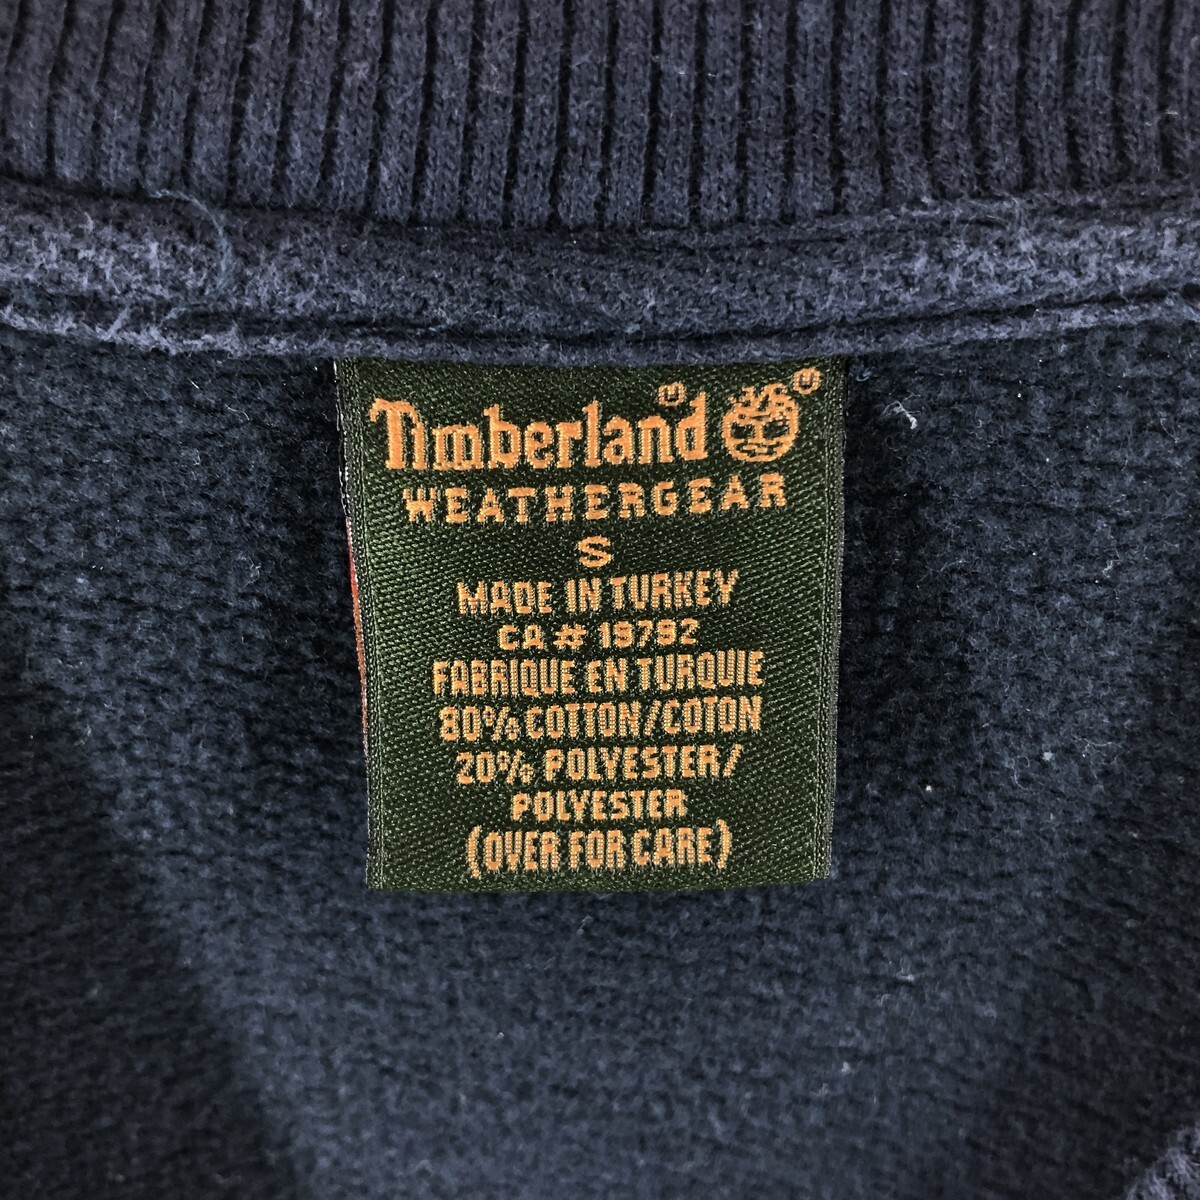 Timberland
WEATHERGEAR
S
MADE IN TURKEY
CA # 19792
FABRIQUE EN TURQUIE
80% COTTON/COTON
20% POLYESTER/
POLYESTER
(OVER FOR CARE)